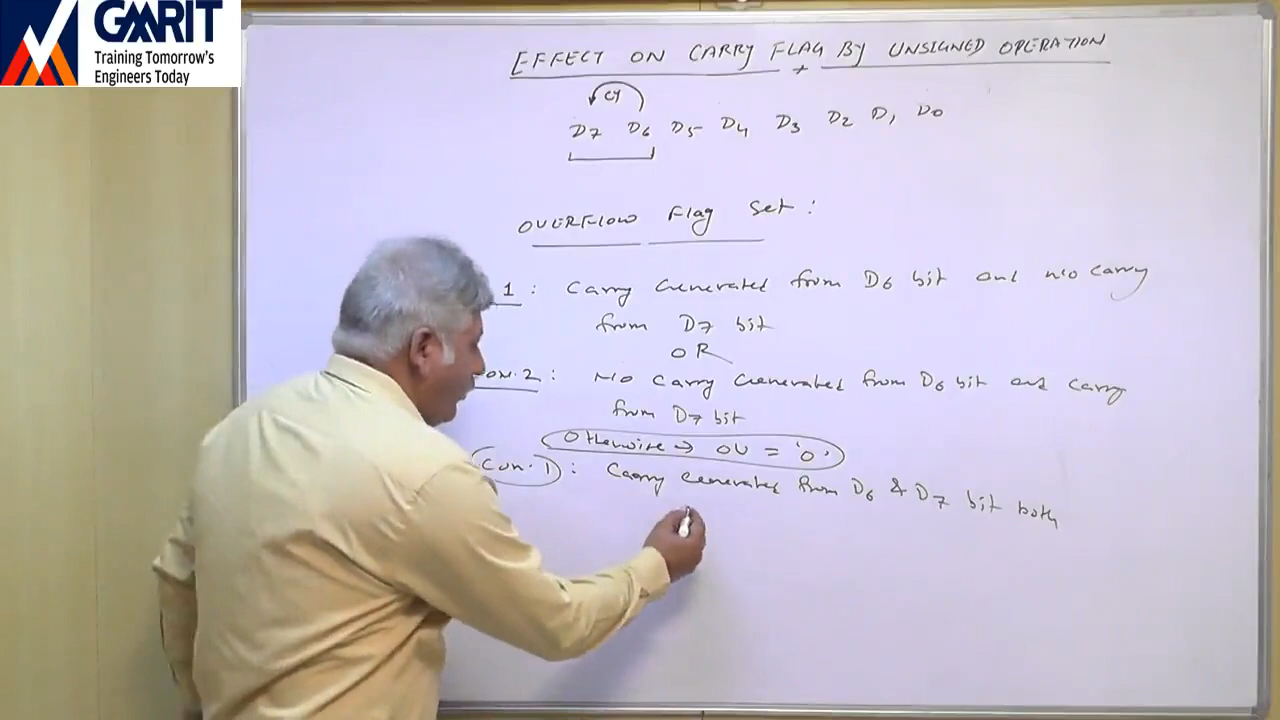 GMRIT
Training Tomorrow's
Engineers Today
EFFECT ON CARRY FLAG BY UNSIGNED OPERATION
+
CY
D7 D6 D5 D4 D3 D2 D1 D0
OVERFLOW Flag Set :
1 : Carry Generated from D6 bit and no carry
from D7 bit
OR
Con. 2 : No carry Generated from D6 bit and carry
from D7 bit
Otherwise → OV = '0'
Con. 1 : Carry generated from D6 & D7 bit both